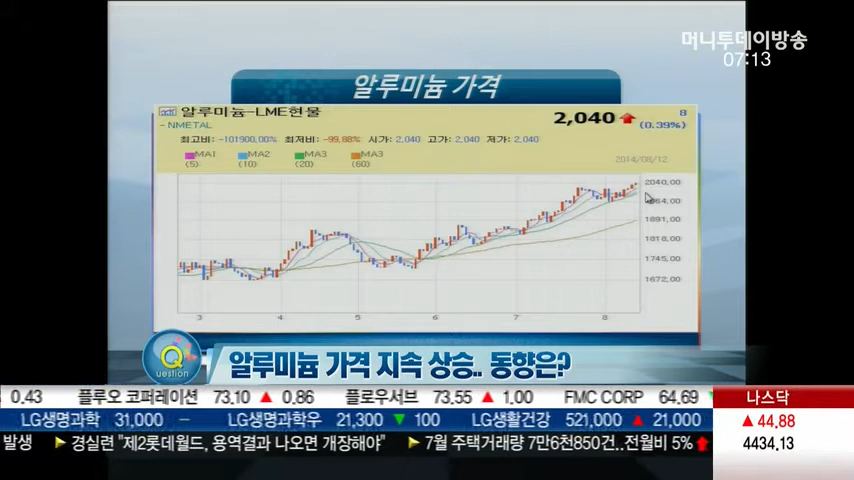 머니투데이방송
07:13
알루미늄 가격
알루미늄-LME현물
2,040 8
(0.39%)
- NMETAL
최고비: -101900,00% 최저비: -99,88% 시가: 2,040 고가: 2,040 저가: 2,040
MA1 MA2 MA3 MA3
(5) (10) (20) (60)
2014/08/12
2040,00
1891,00
1818,00
1745,00
1672,00
3 4 5 6 7 8
Question
알루미늄 가격 지속 상승.. 동향은?
0.43 플루오 코퍼레이션 73,10 ▲ 0,86 플로우서브 73,55 ▲ 1,00 FMC CORP 64,69 ▼
나스닥
LG생명과학 31,000 − LG생명과학우 21,300 ▼ 100 LG생활건강 521,000 ▲ 21,000
▲ 44.88
발생 ▶ 경실련 "제2롯데월드, 용역결과 나오면 개장해야" ▶ 7월 주택거래량 7만6천850건..전월비 5%
4434.13